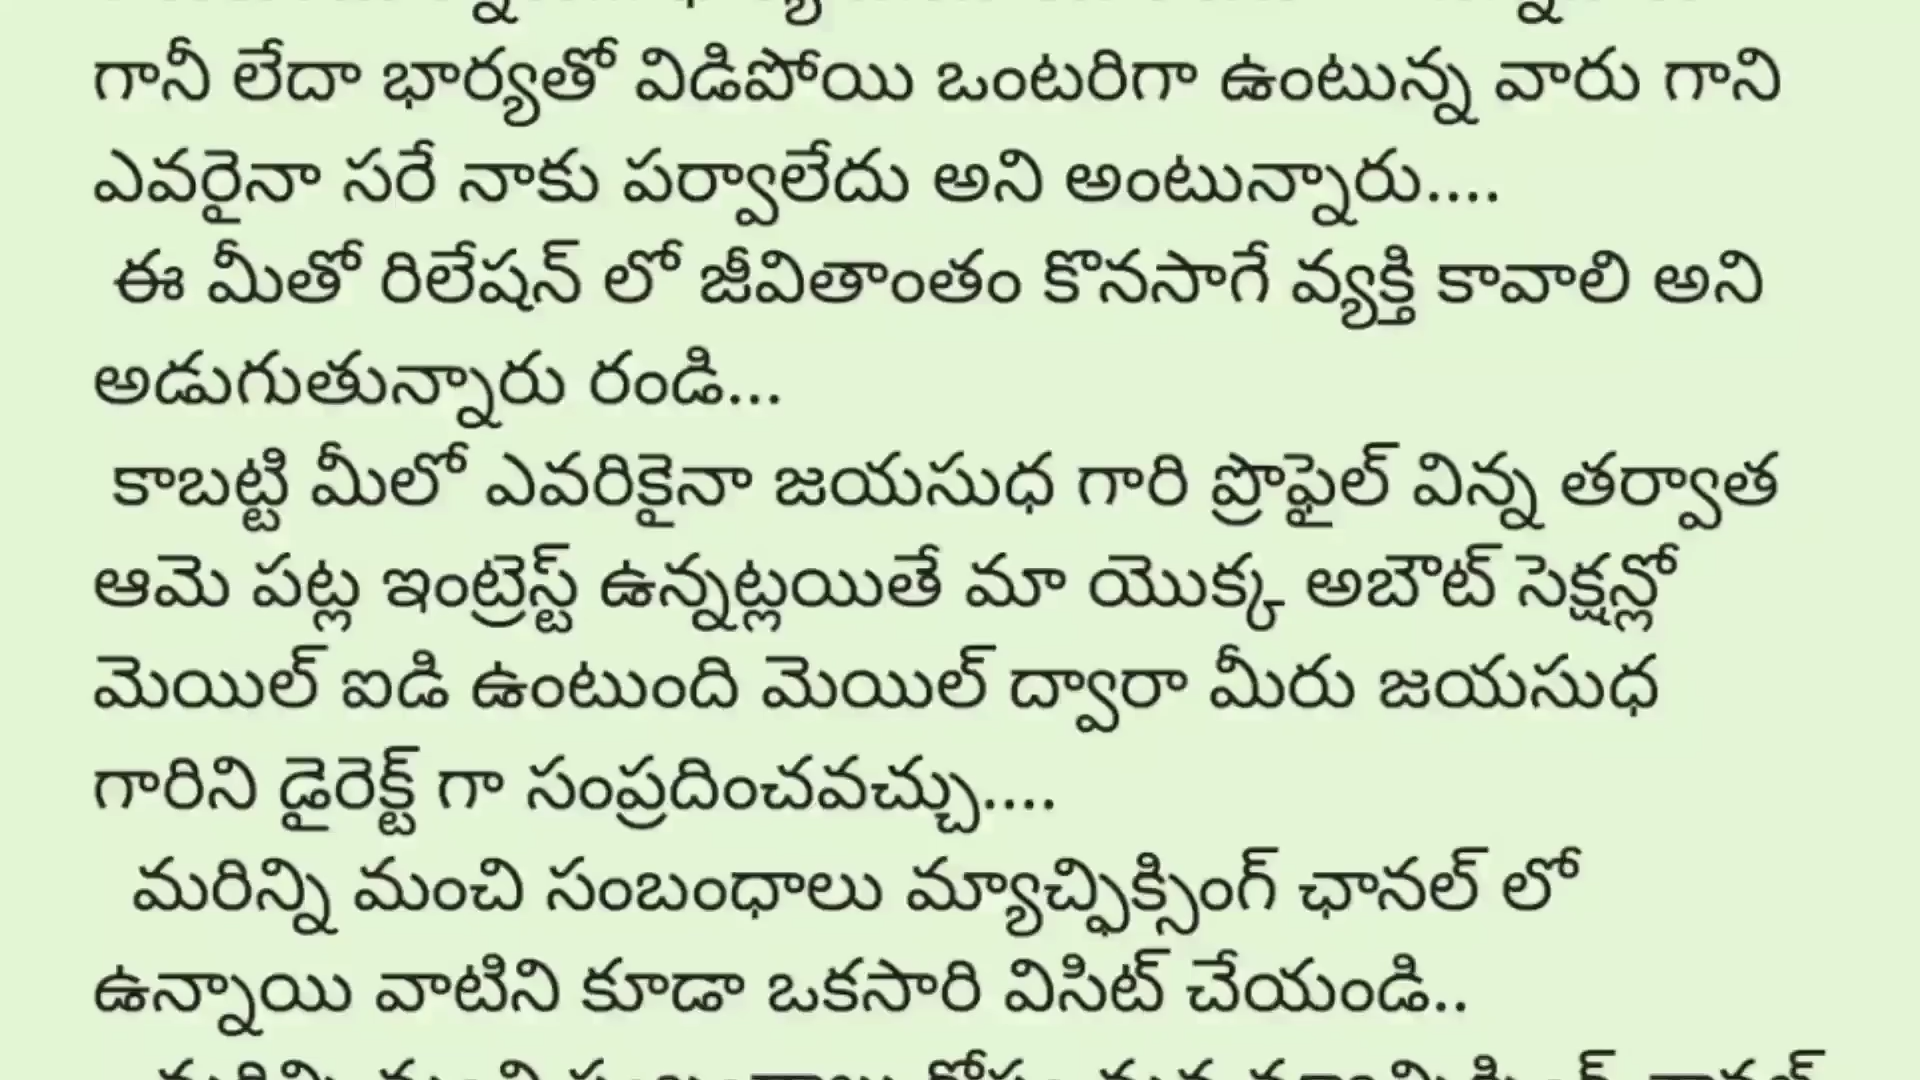 గానీ లేదా భార్యతో విడిపోయి ఒంటరిగా ఉంటున్న వారు గాని
ఎవరైనా సరే నాకు పర్వాలేదు అని అంటున్నారు....
ఈ మీతో రిలేషన్ లో జీవితాంతం కొనసాగే వ్యక్తి కావాలి అని
అడుగుతున్నారు రండి...
కాబట్టి మీలో ఎవరికైనా జయసుధ గారి ప్రొఫైల్ విన్న తర్వాత
ఆమె పట్ల ఇంట్రెస్ట్ ఉన్నట్లయితే మా యొక్క అబౌట్ సెక్షన్లో
మెయిల్ ఐడి ఉంటుంది మెయిల్ ద్వారా మీరు జయసుధ
గారిని డైరెక్ట్ గా సంప్రదించవచ్చు....
మరిన్ని మంచి సంబంధాలు మ్యాచ్ఫిక్సింగ్ ఛానల్ లో
ఉన్నాయి వాటిని కూడా ఒకసారి విసిట్ చేయండి..